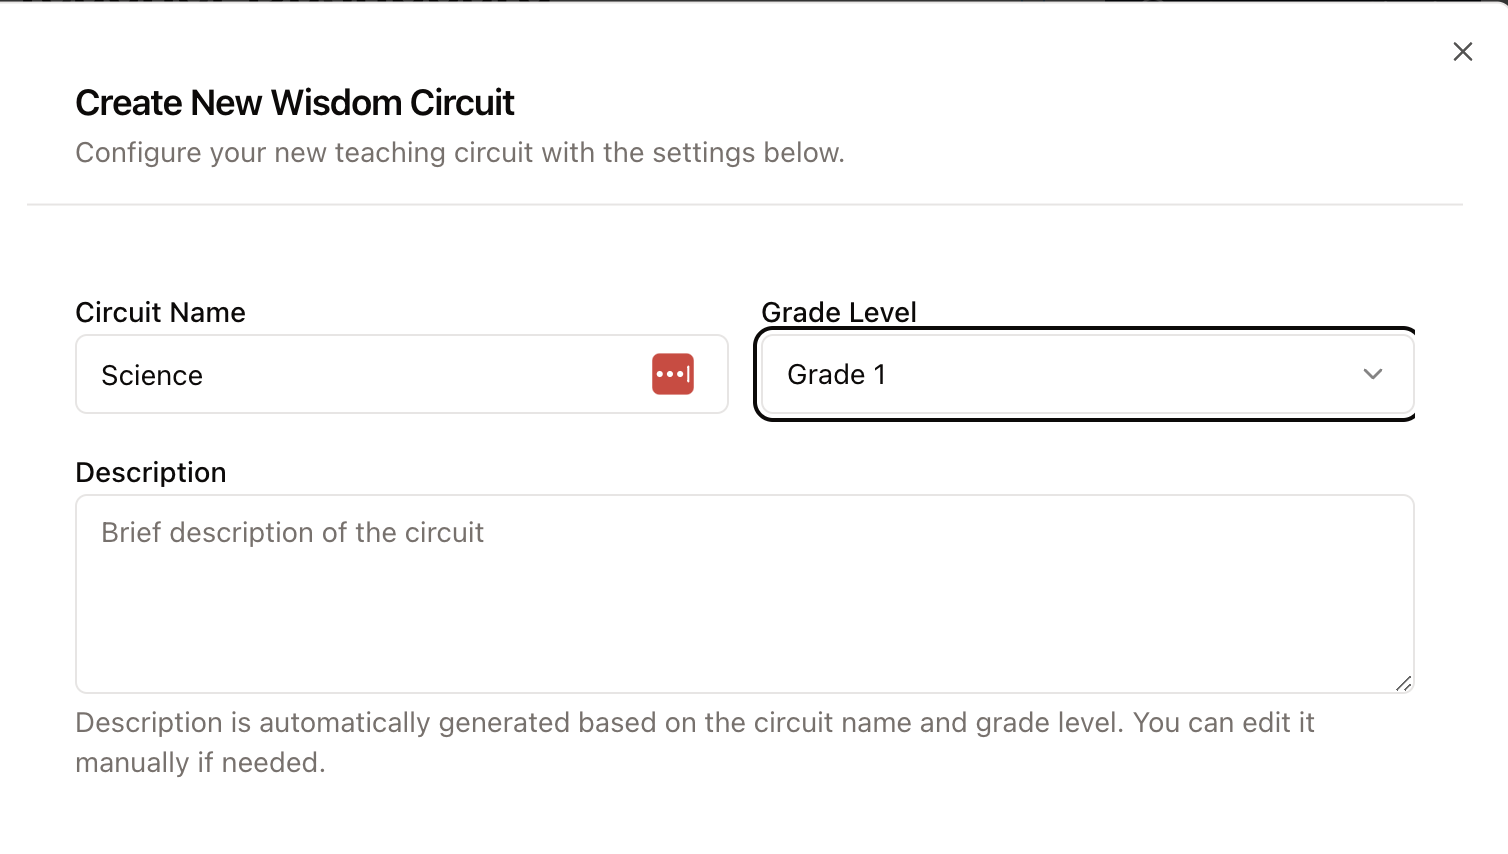 Create New Wisdom Circuit
Configure your new teaching circuit with the settings below.
Circuit Name
Grade Level
Science
Grade 1
Description
Brief description of the circuit
Description is automatically generated based on the circuit name and grade level. You can edit it
manually if needed.